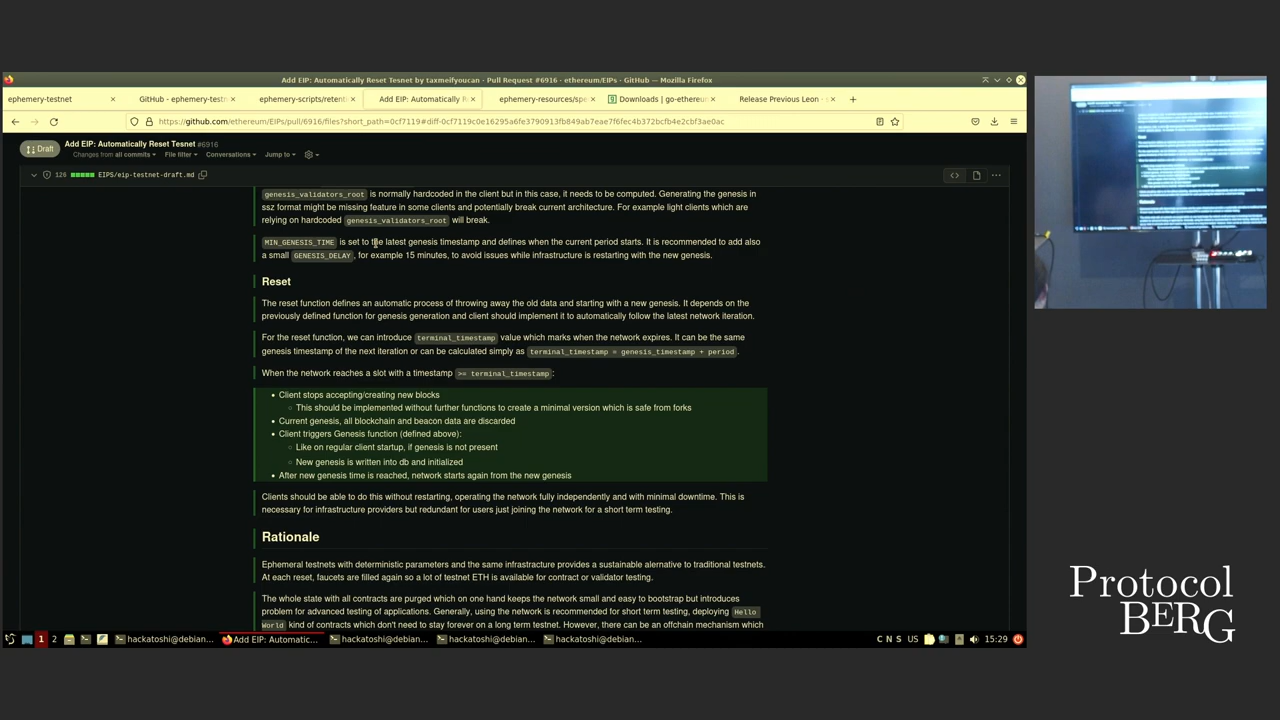 Add EIP: Automatically Reset Tesnet by taxmeifyoucan · Pull Request #6916 · ethereum/EIPs · GitHub — Mozilla Firefox
ephemery-testnet
GitHub - ephemery-testn
ephemery-scripts/retent
Add EIP: Automatically R
ephemery-resources/spe
Downloads | go-ethereu
Release Previous Leon ·
https://github.com/ethereum/EIPs/pull/6916/files?short_path=0cf7119#diff-0cf7119c0e16295a6fe3790913fb849ab7eae7f6fec4b372bcfb4e2cbf3ae0ac
Draft
Add EIP: Automatically Reset Tesnet #6916
Changes from all commits File filter Conversations Jump to
126 EIPS/eip-testnet-draft.md
genesis_validators_root is normally hardcoded in the client but in this case, it needs to be computed. Generating the genesis in
ssz format might be missing feature in some clients and potentially break current architecture. For example light clients which are
relying on hardcoded genesis_validators_root will break.
MIN_GENESIS_TIME is set to the latest genesis timestamp and defines when the current period starts. It is recommended to add also
a small GENESIS_DELAY, for example 15 minutes, to avoid issues while infrastructure is restarting with the new genesis.
Reset
The reset function defines an automatic process of throwing away the old data and starting with a new genesis. It depends on the
previously defined function for genesis generation and client should implement it to automatically follow the latest network iteration.
For the reset function, we can introduce terminal_timestamp value which marks when the network expires. It can be the same
genesis timestamp of the next iteration or can be calculated simply as terminal_timestamp = genesis_timestamp + period.
When the network reaches a slot with a timestamp >= terminal_timestamp:
• Client stops accepting/creating new blocks
○ This should be implemented without further functions to create a minimal version which is safe from forks
• Current genesis, all blockchain and beacon data are discarded
• Client triggers Genesis function (defined above):
○ Like on regular client startup, if genesis is not present
○ New genesis is written into db and initialized
• After new genesis time is reached, network starts again from the new genesis
Clients should be able to do this without restarting, operating the network fully independently and with minimal downtime. This is
necessary for infrastructure providers but redundant for users just joining the network for a short term testing.
Rationale
Ephemeral testnets with deterministic parameters and the same infrastracture provides a sustainable alernative to traditional testnets.
At each reset, faucets are filled again so a lot of testnet ETH is available for contract or validator testing.
The whole state with all contracts are purged which on one hand keeps the network small and easy to bootstrap but introduces
problem for advanced testing of applications. Generally, using the network is recommended for short term testing, deploying Hello
World kind of contracts which don't need to stay forever on a long term testnet. However, there can be an offchain mechanism which
1 2 hackatoshi@debian... Add EIP: Automatic... hackatoshi@debian... hackatoshi@debian... hackatoshi@debian... C N S US 15:29
Protocol
BERG